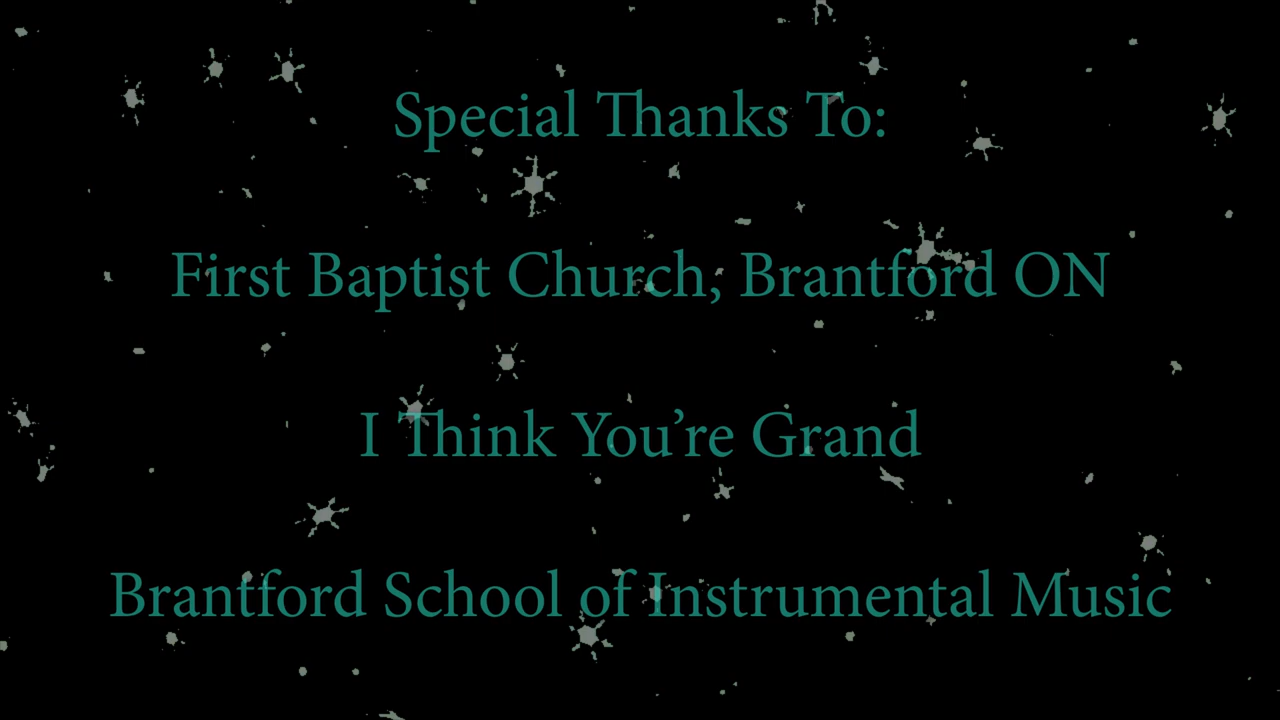 Special Thanks To:
First Baptist Church; Brantford ON
I Think You’re Grand
Brantford School of Instrumental Music